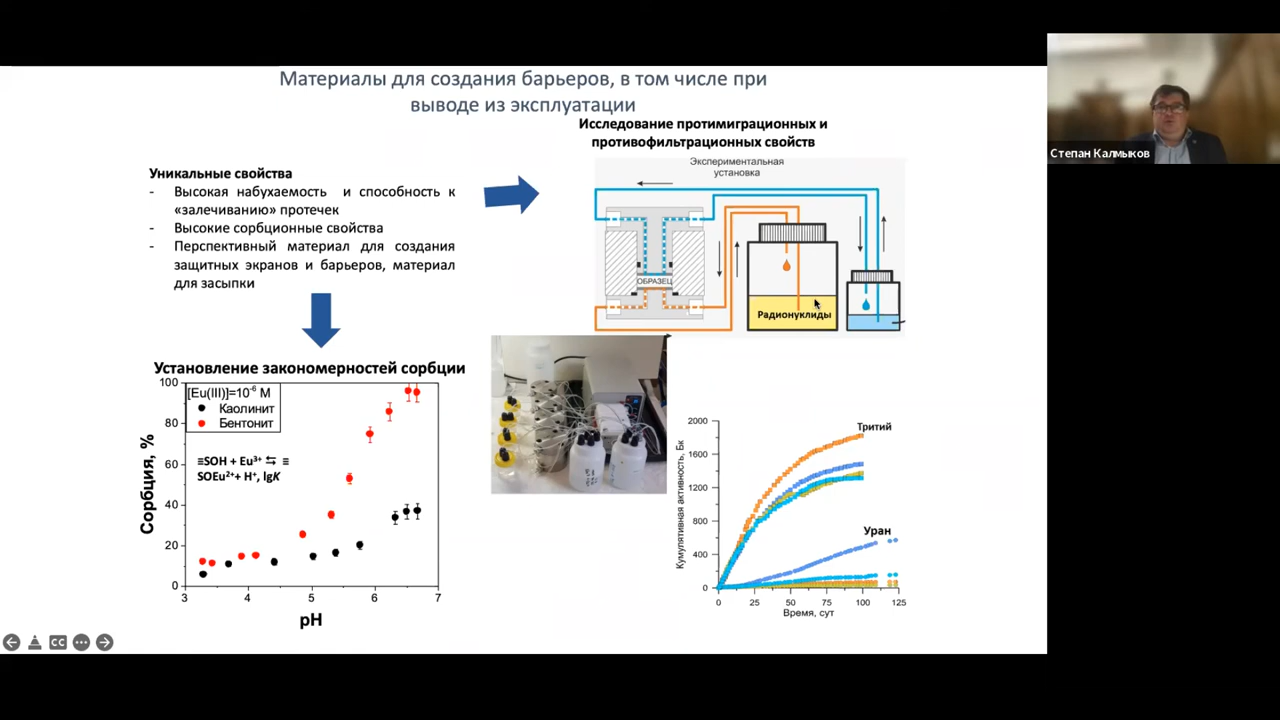 Материалы для создания барьеров, в том числе при
выводе из эксплуатации
Степан Калмыков
Уникальные свойства
- Высокая набухаемость и способность к
«залечиванию» протечек
- Высокие сорбционные свойства
- Перспективный материал для создания
защитных экранов и барьеров, материал
для засыпки
Исследование протимиграционных и
противофильтрационных свойств
Экспериментальная
установка
ОБРАЗЕЦ
Радионуклиды
Установление закономерностей сорбции
[Eu(III)]=10⁻⁶ M
Каолинит
Бентонит
≡SOH + Eu³⁺ ⇆ ≡
SOEu²⁺+ H⁺, lgK
Сорбция, %
100
80
60
40
20
0
3 4 5 6 7
pH
Кумулятивная активность, Бк
2000
1600
1200
800
400
0
Тритий
Уран
0 25 50 75 100 125
Время, сут
CC